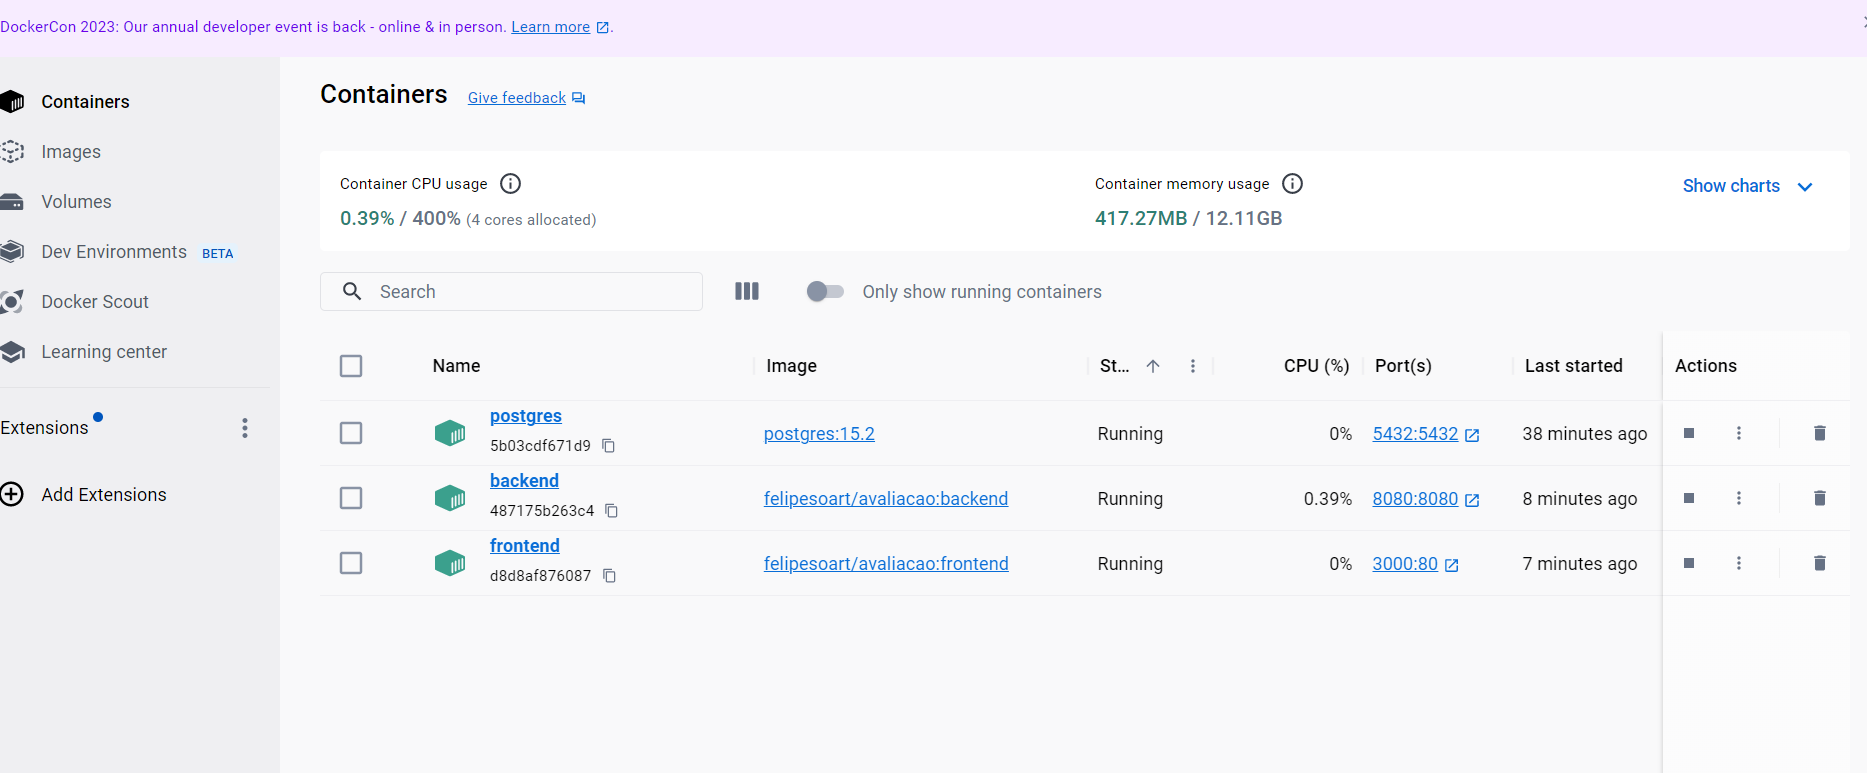 DockerCon 2023: Our annual developer event is back - online & in person. Learn more.
Containers
Images
Volumes
Dev Environments BETA
Docker Scout
Learning center
Extensions
Add Extensions
Containers Give feedback
Container CPU usage
0.39% / 400% (4 cores allocated)
Container memory usage
417.27MB / 12.11GB
Show charts
Search
Only show running containers
Name Image St... CPU (%) Port(s) Last started Actions
postgres
5b03cdf671d9
postgres:15.2 Running 0% 5432:5432 38 minutes ago
backend
487175b263c4
felipesoart/avaliacao:backend Running 0.39% 8080:8080 8 minutes ago
frontend
d8d8af876087
felipesoart/avaliacao:frontend Running 0% 3000:80 7 minutes ago